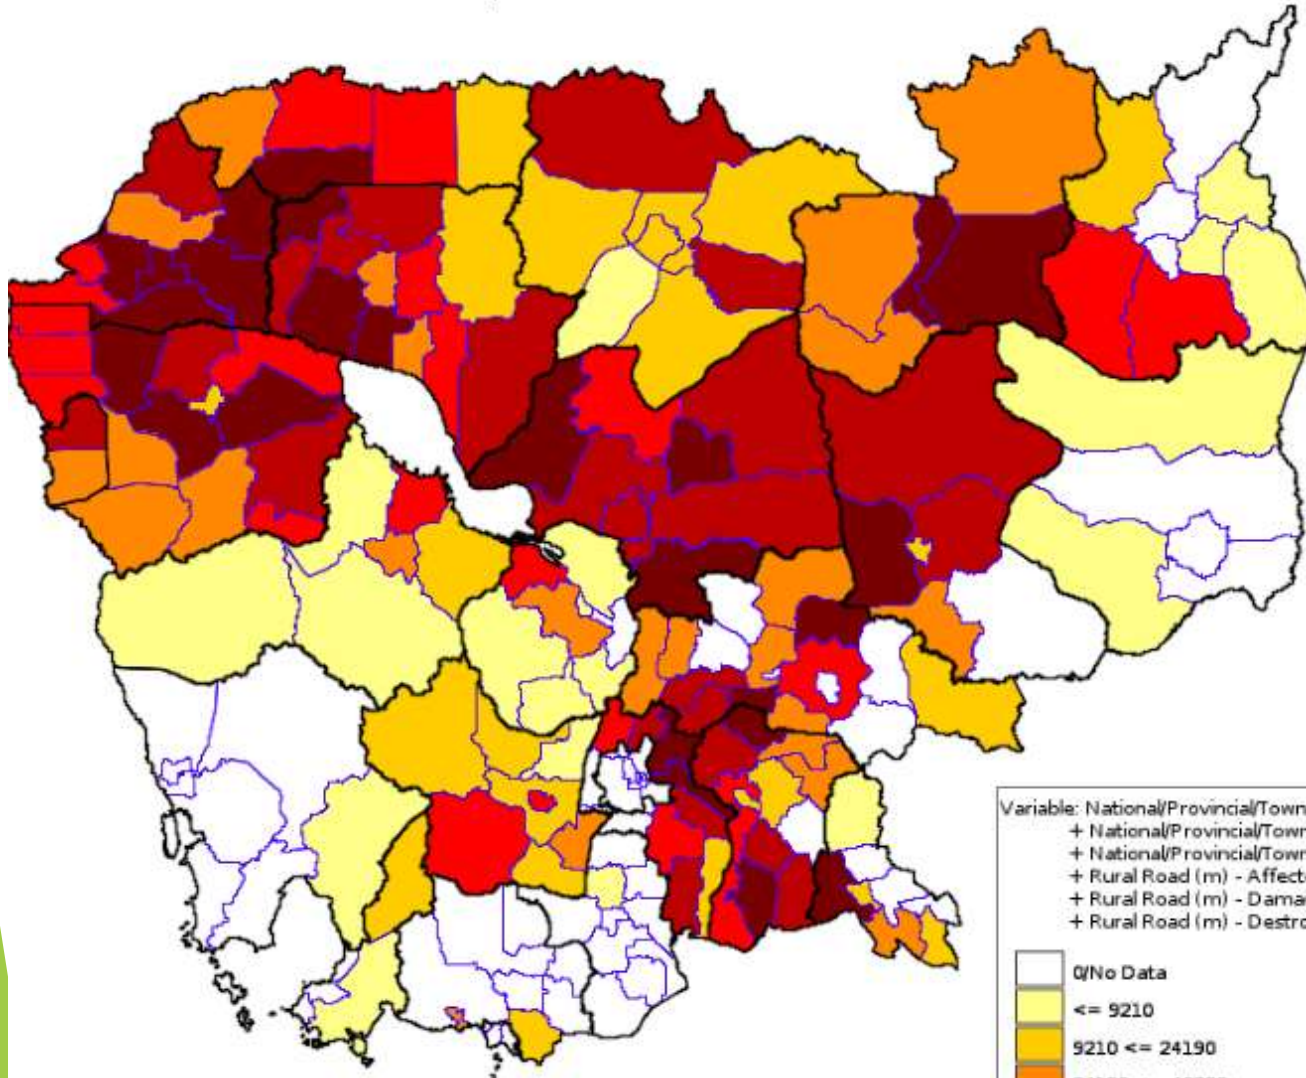 Variable: National/Provincial/Town
+ National/Provincial/Town
+ National/Provincial/Town
+ Rural Road (m) - Affect
+ Rural Road (m) - Dama
+ Rural Road (m) - Destro
0/No Data
<= 9210
9210 <= 24190